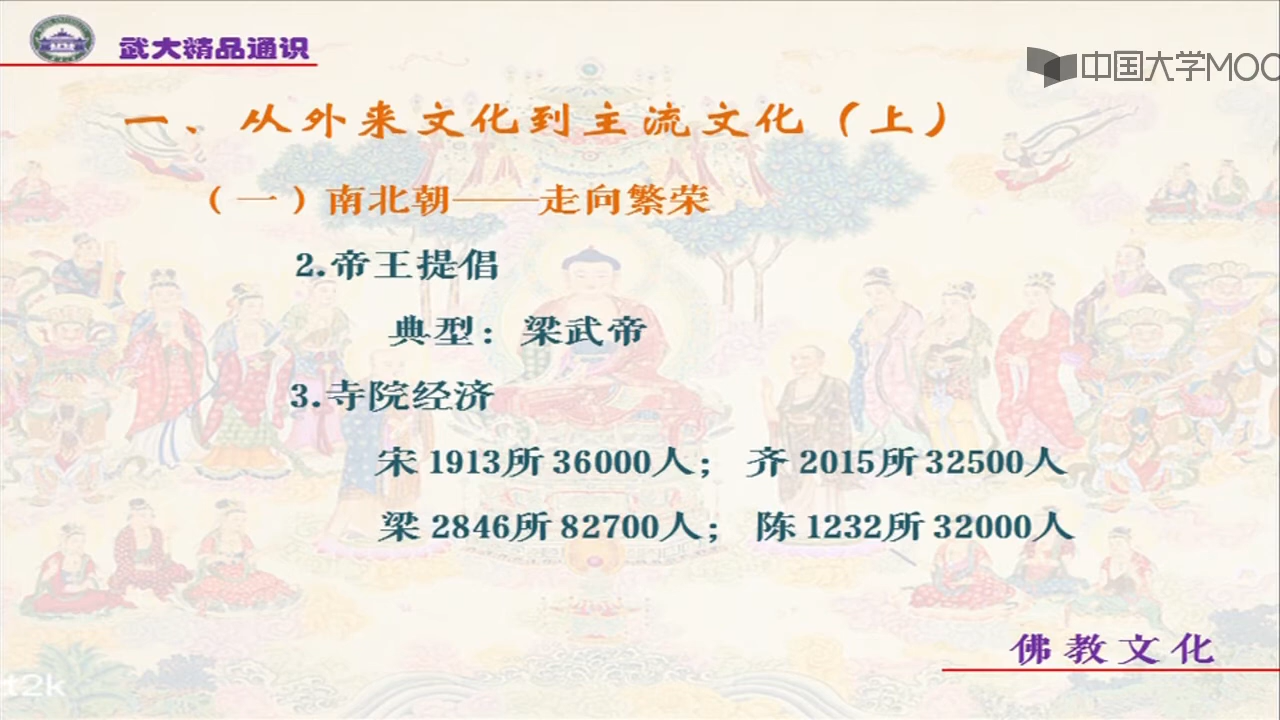 武大精品通识
中国大学MOO
一、从外来文化到主流文化（上）
（一）南北朝——走向繁荣
2.帝王提倡
典型：梁武帝
3.寺院经济
宋 1913所 36000人； 齐 2015所 32500人
梁 2846所 82700人； 陈 1232所 32000人
佛教文化
t2k